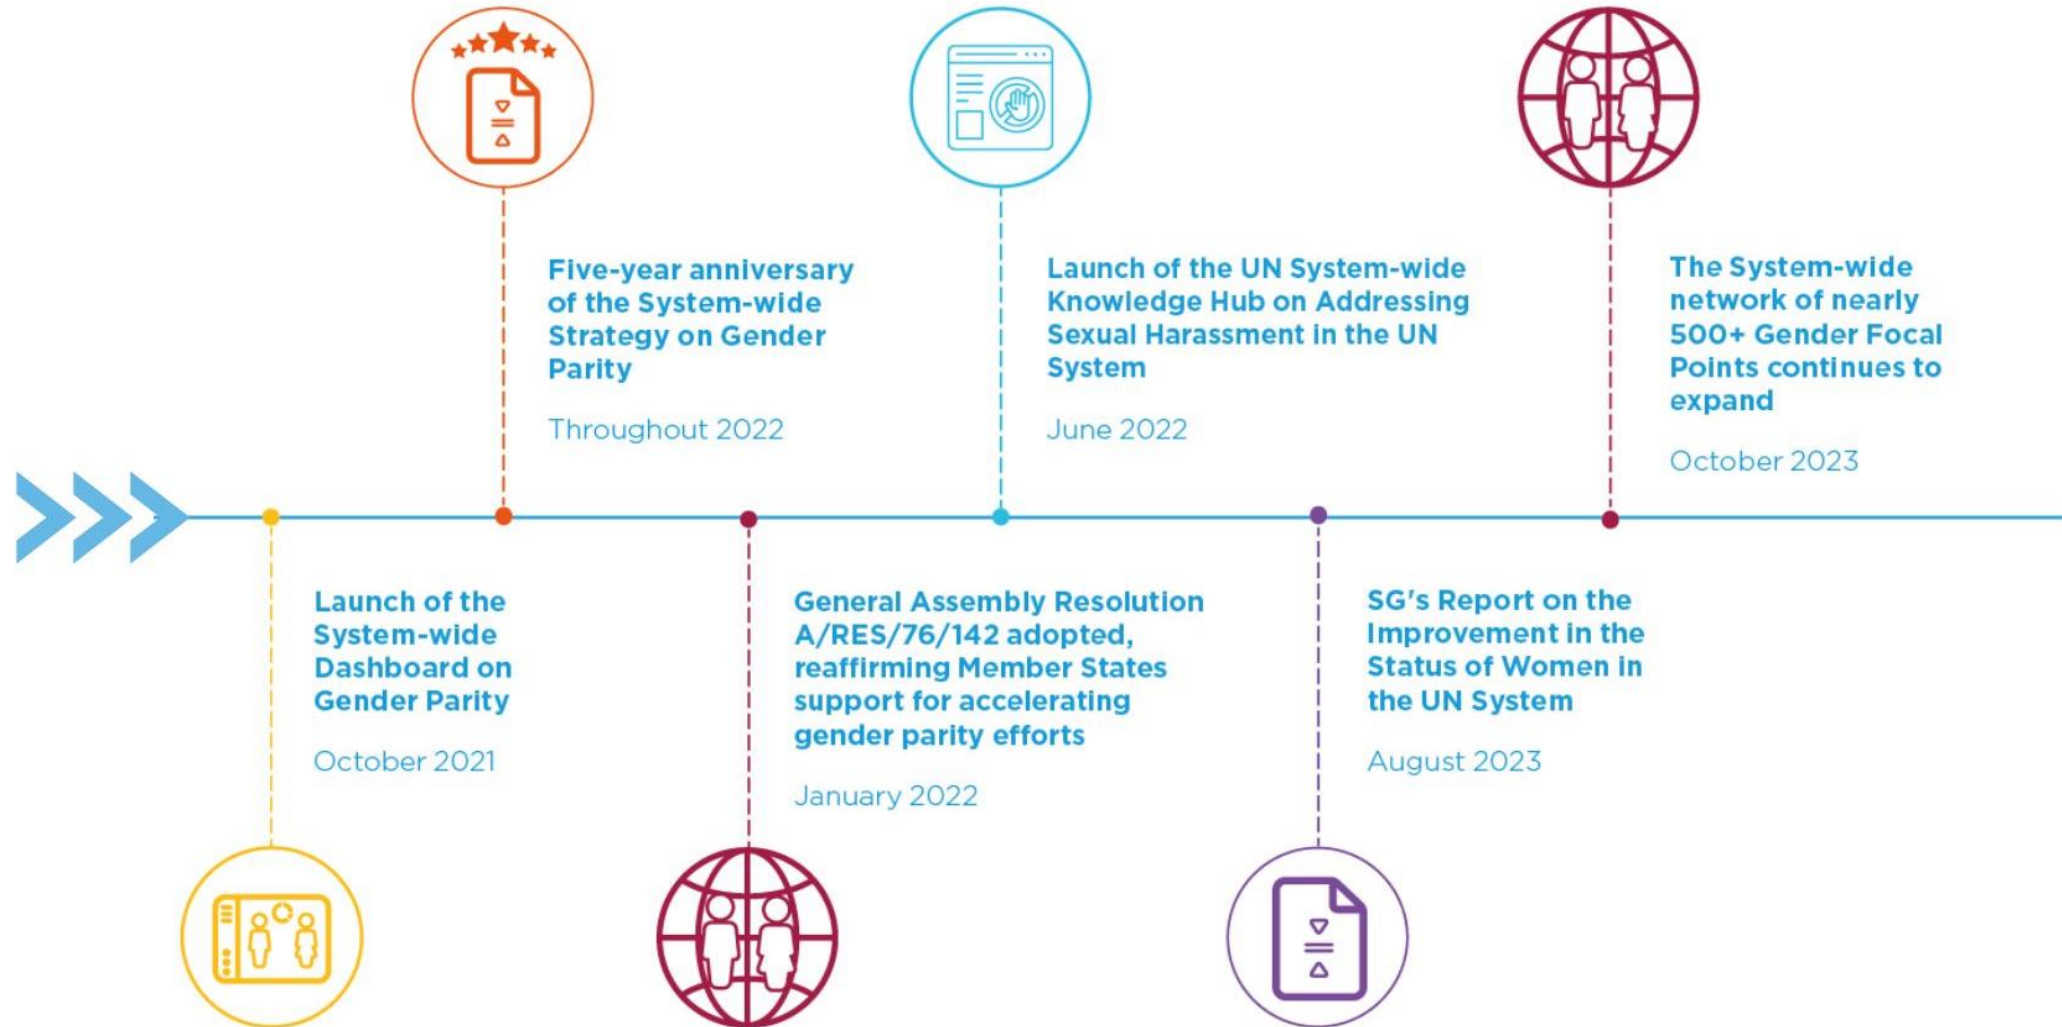 Five-year anniversary
of the System-wide
Strategy on Gender
Parity
Throughout 2022
Launch of the UN System-wide
Knowledge Hub on Addressing
Sexual Harassment in the UN
System
June 2022
The System-wide
network of nearly
500+ Gender Focal
Points continues to
expand
October 2023
Launch of the
System-wide
Dashboard on
Gender Parity
October 2021
General Assembly Resolution
A/RES/76/142 adopted,
reaffirming Member States
support for accelerating
gender parity efforts
January 2022
SG's Report on the
Improvement in the
Status of Women in
the UN System
August 2023